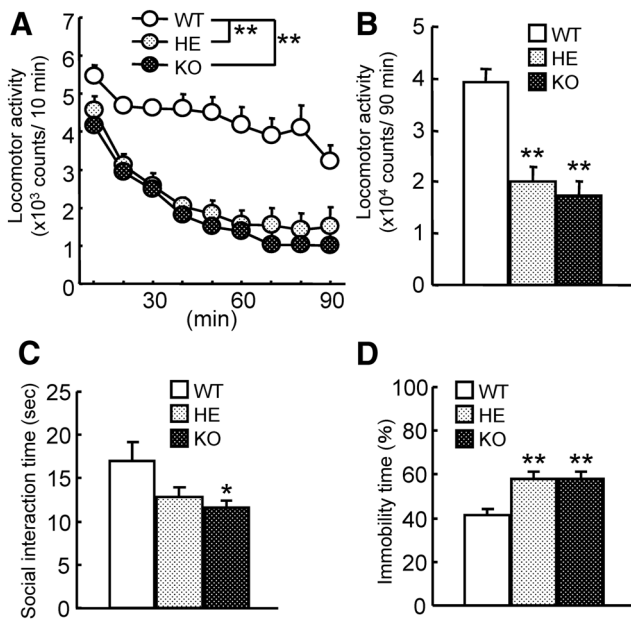 A
Locomotor activity
(x10³ counts/ 10 min)
7
6
5
4
3
2
1
0
30
60
90
(min)
WT
HE
KO
**
**
B
Locomotor activity
(x10⁴ counts/ 90 min)
5
4
3
2
1
0
WT
HE
KO
**
**
C
Social interaction time (sec)
25
20
15
10
5
0
WT
HE
KO
*
D
Immobility time (%)
100
80
60
40
20
0
WT
HE
KO
**
**